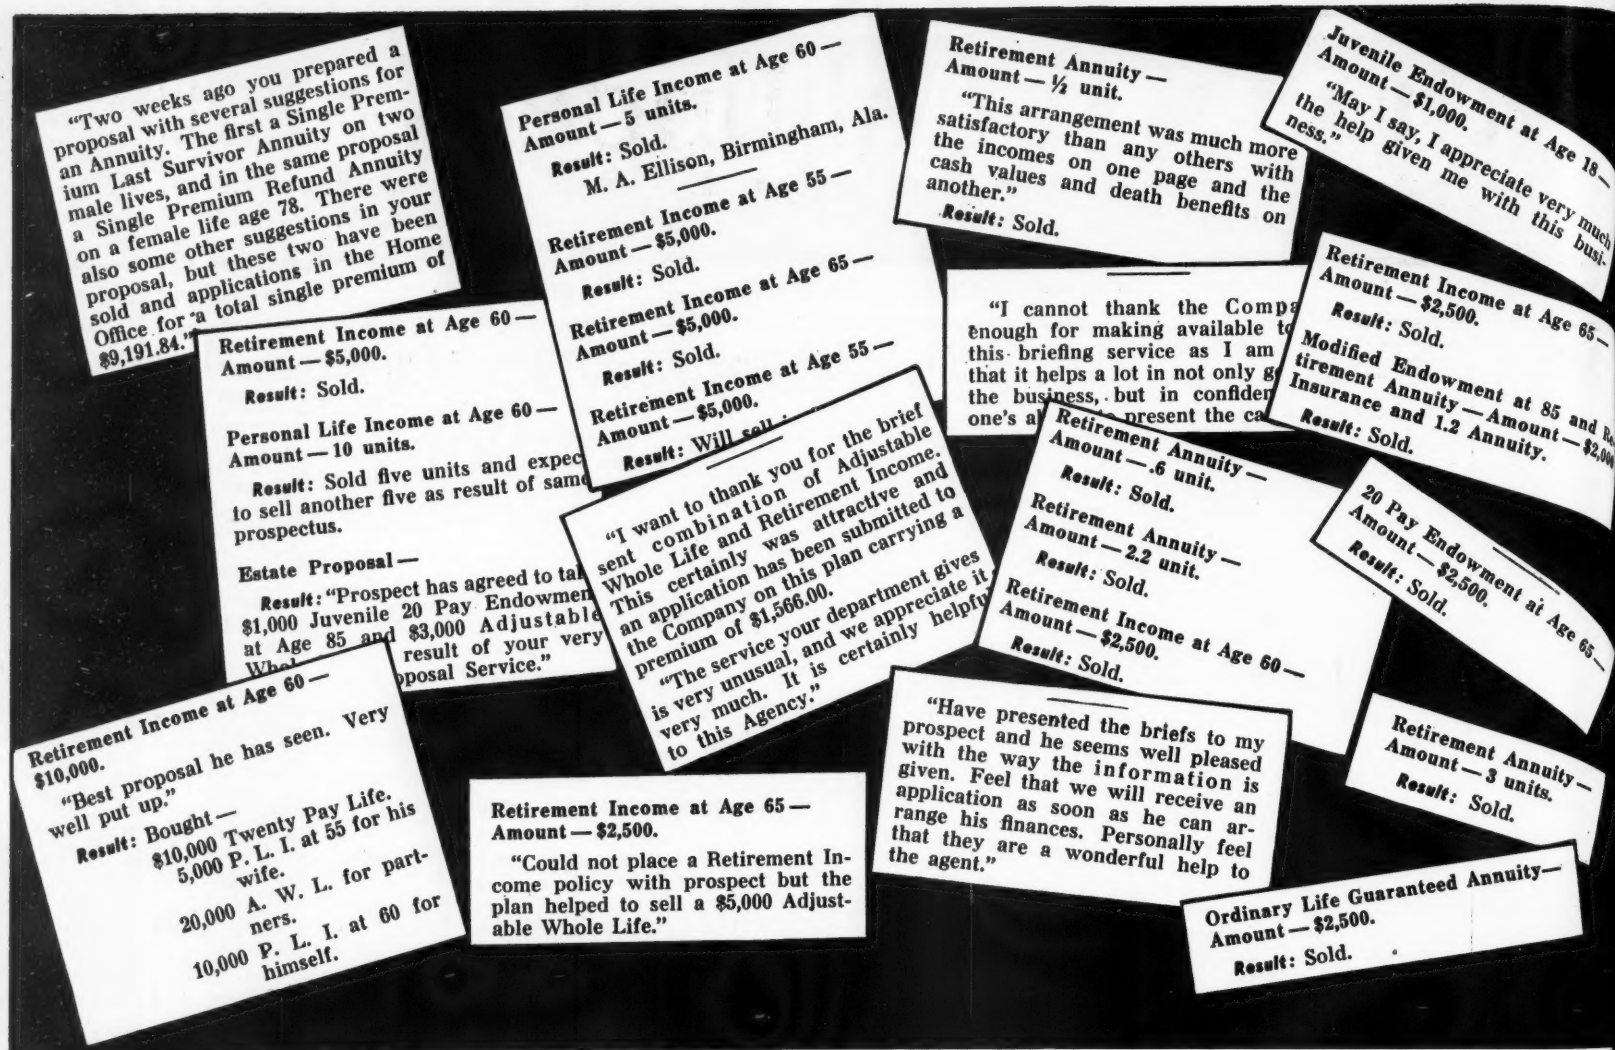 "Two weeks ago you prepared a
proposal with several suggestions for
an Annuity. The first a Single Prem-
ium Last Survivor Annuity on two
male lives, and in the same proposal
a Single Premium Refund Annuity
on a female life age 78. There were
also some other suggestions in your
proposal, but these two have been
sold and applications in the Home
Office for a total single premium of
$9,191.84."
Retirement Income at Age 60—
Amount—$5,000.
Result: Sold.
Personal Life Income at Age 60—
Amount—10 units.
Result: Sold five units and expec
to sell another five as result of same
prospectus.
Estate Proposal—
Result: "Prospect has agreed to tak
$1,000 Juvenile 20 Pay Endowmen
at Age 85 and $3,000 Adjustable
result of your very
posal Service."
Retirement Income at Age 60—
$10,000.
"Best proposal he has seen. Very
well put up."
Result: Bought—
$10,000 Twenty Pay Life.
5,000 P. L. I. at 55 for his
wife.
20,000 A. W. L. for part-
ners.
10,000 P. L. I. at 60 for
himself.
Personal Life Income at Age 60—
Amount—5 units.
Result: Sold.
M. A. Ellison, Birmingham, Ala.
Retirement Income at Age 55—
Amount—$5,000.
Result: Sold.
Retirement Income at Age 65—
Amount—$5,000.
Result: Sold.
Retirement Income at Age 55—
Amount—$5,000.
Result: Will sell.
"I want to thank you for the brief
sent combination of Adjustable
Whole Life and Retirement Income.
This certainly was attractive and
an application has been submitted to
the Company on this plan carrying a
premium of $1,566.00.
"The service your department gives
is very unusual, and we appreciate it
very much. It is certainly helpfu
to this Agency."
Retirement Income at Age 65—
Amount—$2,500.
"Could not place a Retirement In-
come policy with prospect but the
plan helped to sell a $5,000 Adjust-
able Whole Life."
Retirement Annuity—
Amount—½ unit.
"This arrangement was much more
satisfactory than any others with
the incomes on one page and the
cash values and death benefits on
another."
Result: Sold.
"I cannot thank the Compa
enough for making available to
this briefing service as I am
that it helps a lot in not only g
the business, but in confiden
one's a present the ca
Retirement Annuity—
Amount—.6 unit.
Result: Sold.
Retirement Annuity—
Amount—2.2 unit.
Result: Sold.
Retirement Income at Age 60—
Amount—$2,500.
Result: Sold.
"Have presented the briefs to my
prospect and he seems well pleased
with the way the information is
given. Feel that we will receive an
application as soon as he can ar-
range his finances. Personally feel
that they are a wonderful help to
the agent."
Juvenile Endowment at Age 18—
Amount—$1,000.
"May I say, I appreciate very much
the help given me with this busi-
ness."
Retirement Income at Age 65—
Amount—$2,500.
Result: Sold.
Modified Endowment at 85 and Re
tirement Annuity—Amount—$2,000
Insurance and 1.2 Annuity.
Result: Sold.
20 Pay Endowment at Age 65—
Amount—$2,500.
Result: Sold.
Retirement Annuity—
Amount—3 units.
Result: Sold.
Ordinary Life Guaranteed Annuity—
Amount—$2,500.
Result: Sold.